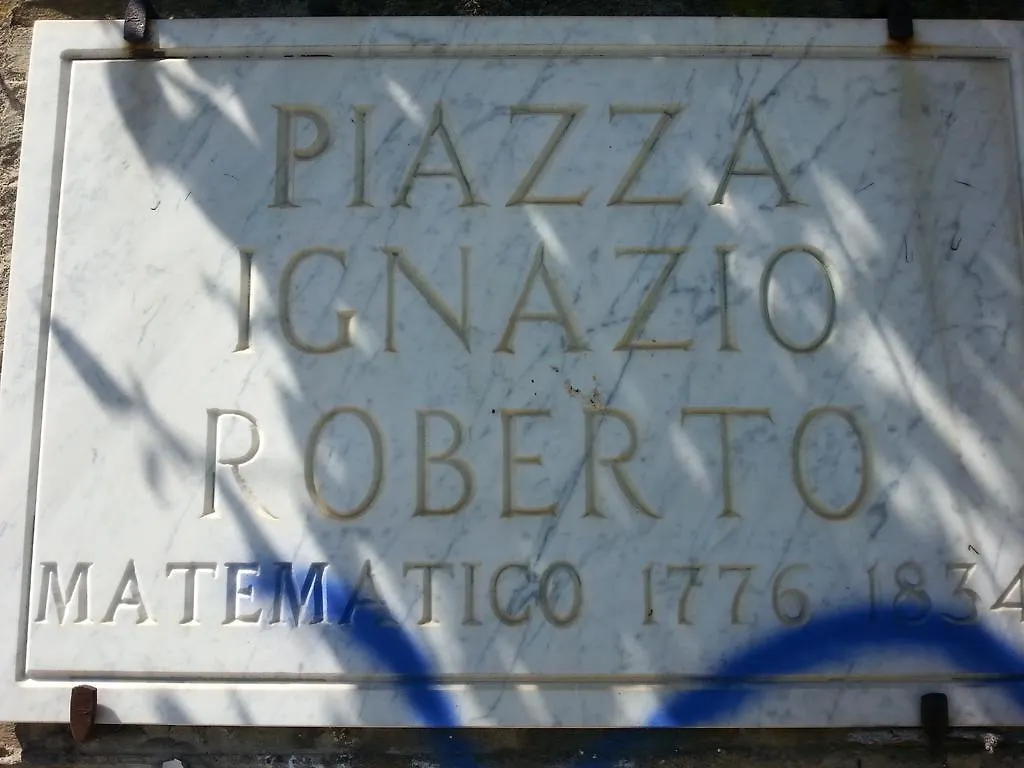 PIAZZA
IGNAZIO
ROBERTO
MATEMATICO 1776 1834